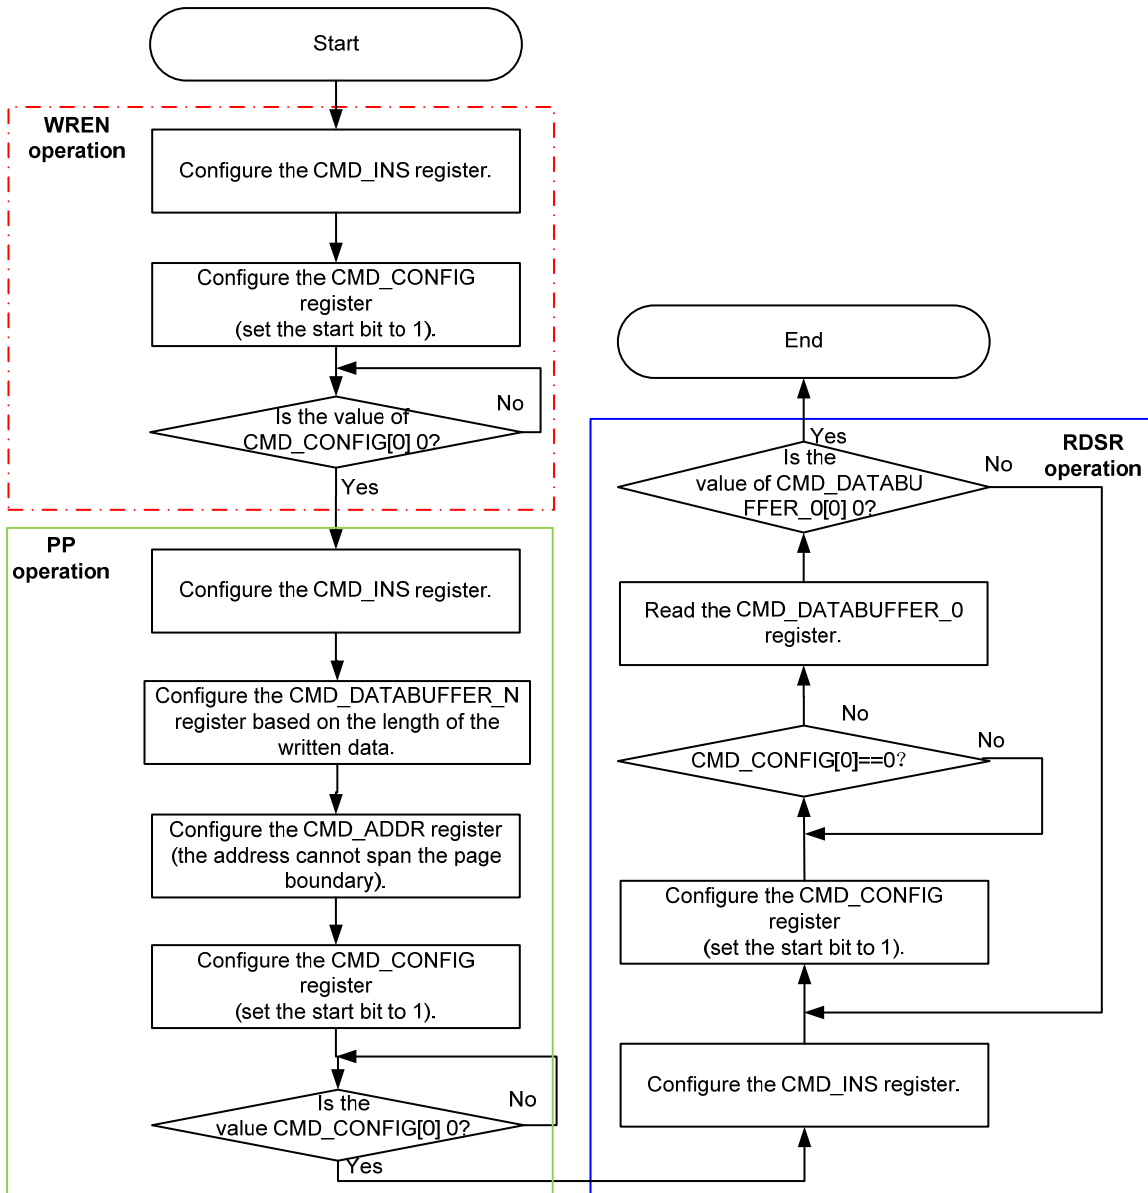 Start
WREN
operation
Configure the CMD_INS register.
Configure the CMD_CONFIG
register
(set the start bit to 1).
Is the value of
CMD_CONFIG[0] 0?
No
Yes
PP
operation
Configure the CMD_INS register.
Configure the CMD_DATABUFFER_N
register based on the length of the
written data.
Configure the CMD_ADDR register
(the address cannot span the page
boundary).
Configure the CMD_CONFIG
register
(set the start bit to 1).
Is the
value CMD_CONFIG[0] 0?
No
Yes
End
Yes
RDSR
operation
Is the
value of CMD_DATABU
FFER_0[0] 0?
No
Read the CMD_DATABUFFER_0
register.
No
CMD_CONFIG[0]==0?
No
Configure the CMD_CONFIG
register
(set the start bit to 1).
Configure the CMD_INS register.